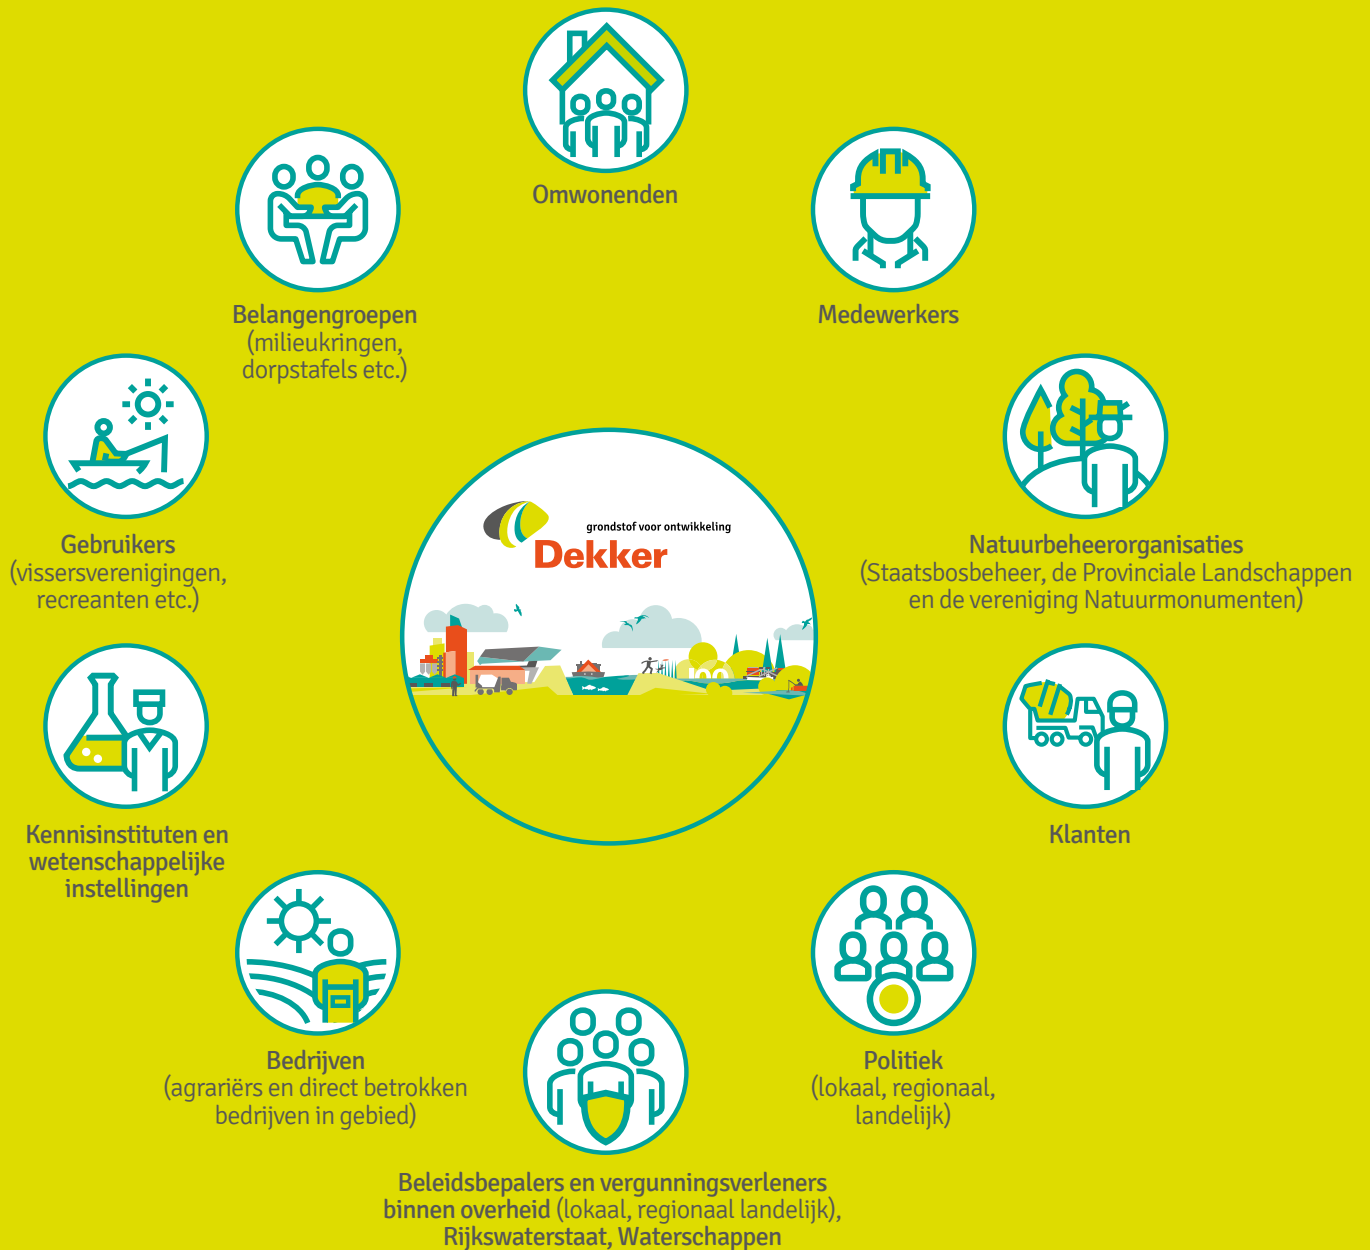 Omwonenden
Medewerkers
Belangengroepen
(milieukringen,
dorpstafels etc.)
Gebruikers
(vissersverenigingen,
recreanten etc.)
grondstof voor ontwikkeling
Dekker
100
Natuurbeheerorganisaties
(Staatsbosbeheer, de Provinciale Landschappen
en de vereniging Natuurmonumenten)
Kennisinstituten en
wetenschappelijke
instellingen
Klanten
Bedrijven
(agrariërs en direct betrokken
bedrijven in gebied)
Politiek
(lokaal, regionaal,
landelijk)
Beleidsbepalers en vergunningsverleners
binnen overheid (lokaal, regionaal landelijk),
Rijkswaterstaat, Waterschappen